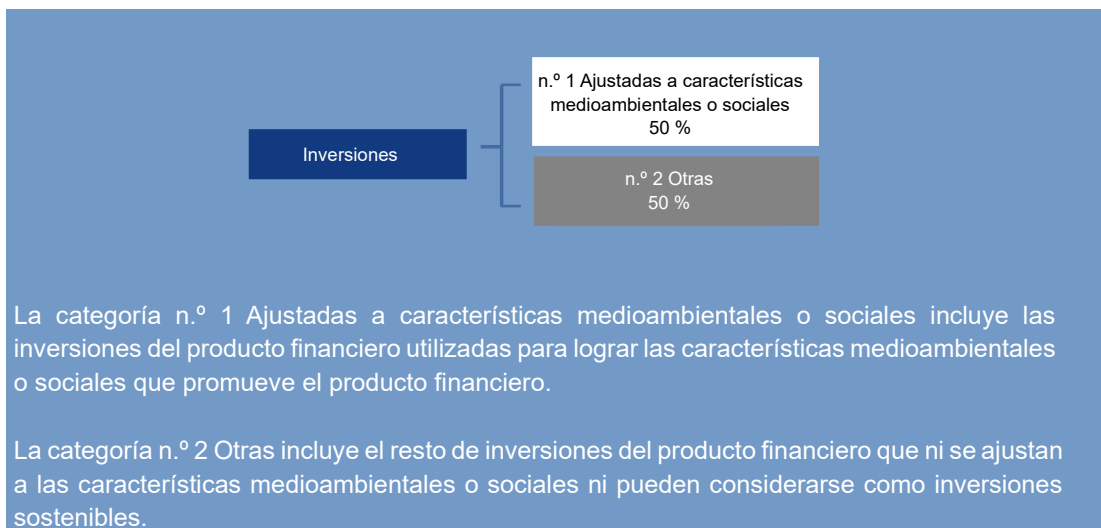 n.º 1 Ajustadas a características
medioambientales o sociales
50 %
Inversiones
n.º 2 Otras
50 %
La categoría n.º 1 Ajustadas a características medioambientales o sociales incluye las
inversiones del producto financiero utilizadas para lograr las características medioambientales
o sociales que promueve el producto financiero.
La categoría n.º 2 Otras incluye el resto de inversiones del producto financiero que ni se ajustan
a las características medioambientales o sociales ni pueden considerarse como inversiones
sostenibles.